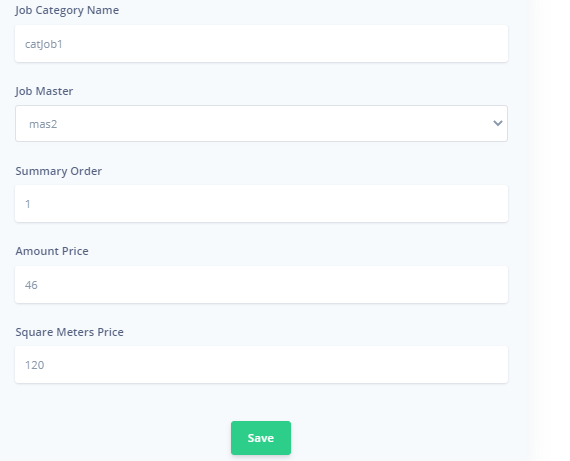 Job Category Name
catJob1
Job Master
mas2
Summary Order
1
Amount Price
46
Square Meters Price
120
Save